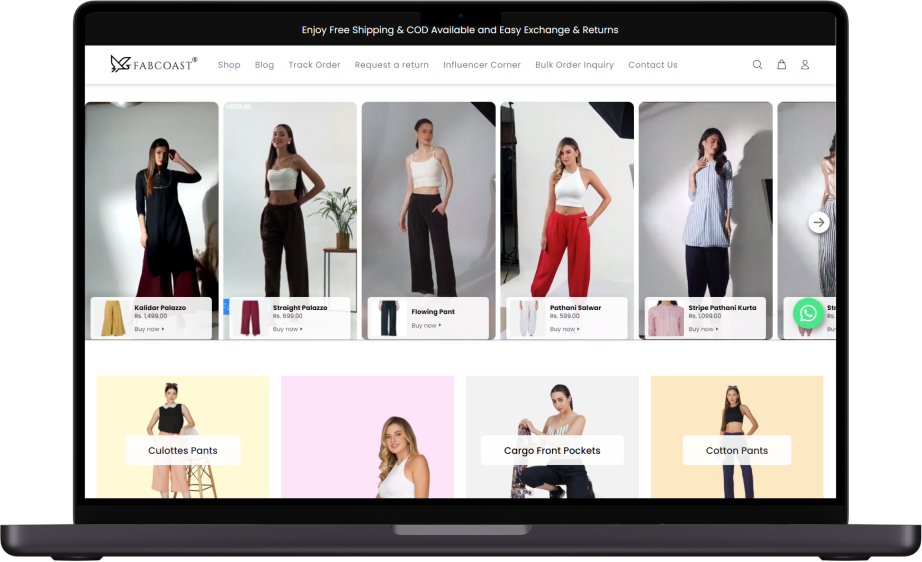 Enjoy Free Shipping & COD Available and Easy Exchange & Returns
FABCOAST®
Shop
Blog
Track Order
Request a return
Influencer Corner
Bulk Order Inquiry
Contact Us
Kalidar Palazzo
Rs. 1,499.00
Buy now
Straight Palazzo
Rs. 699.00
Buy now
Flowing Pant
Buy now
Pathani Salwar
Rs. 599.00
Buy now
Stripe Pathani Kurta
Rs. 1,099.00
Buy now
Culottes Pants
Cargo Front Pockets
Cotton Pants